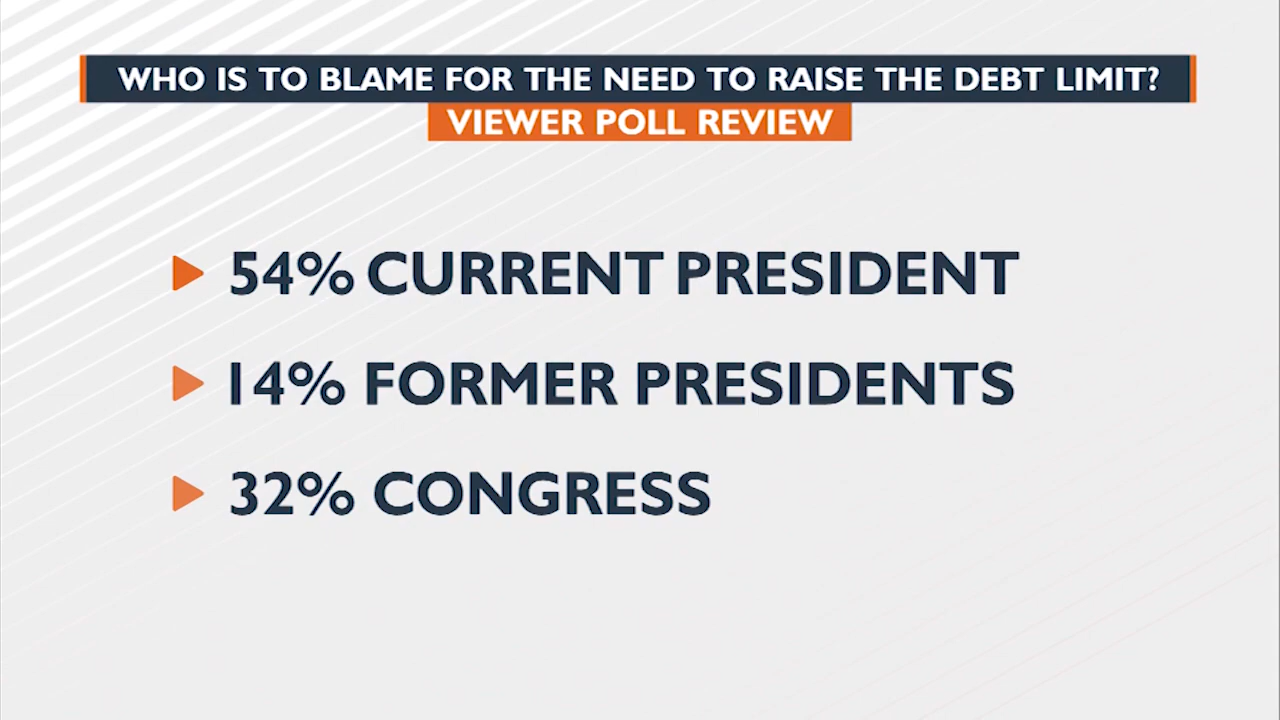 WHO IS TO BLAME FOR THE NEED TO RAISE THE DEBT LIMIT?
VIEWER POLL REVIEW
54% CURRENT PRESIDENT
14% FORMER PRESIDENTS
32% CONGRESS